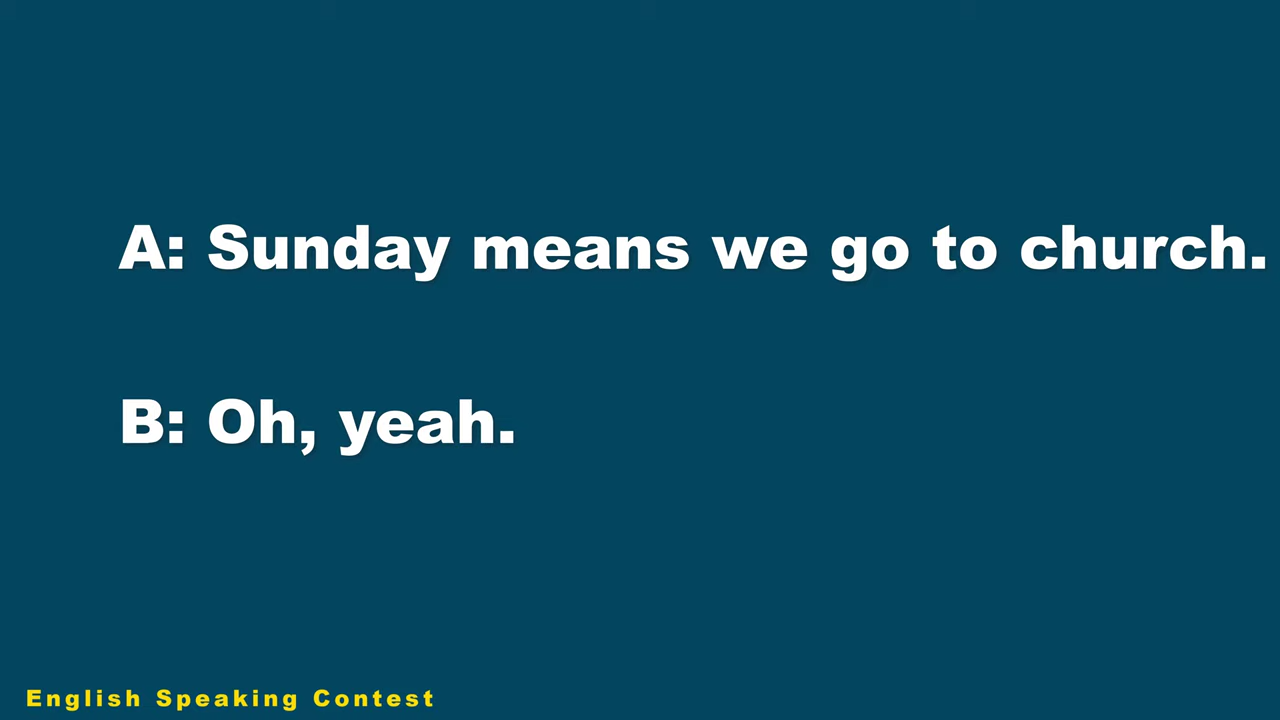 A: Sunday means we go to church.
B: Oh, yeah.
English Speaking Contest